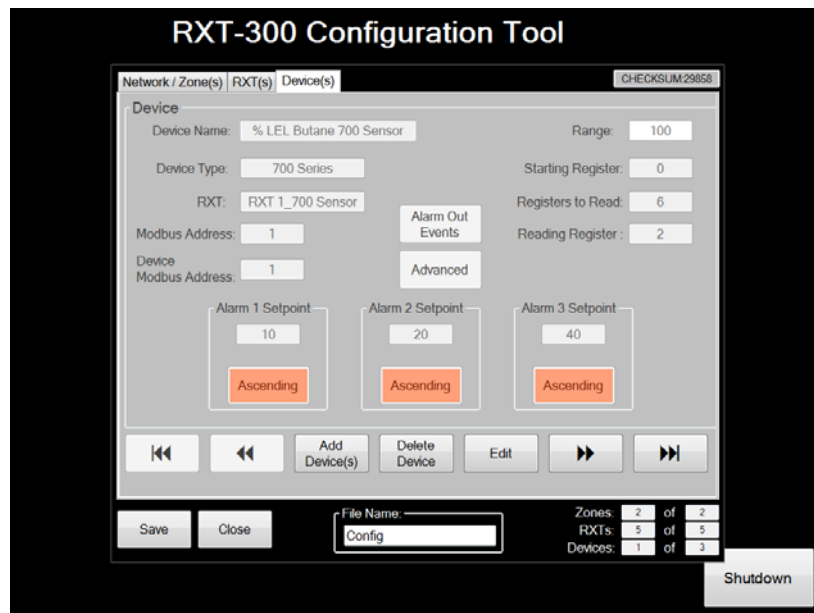 RXT-300 Configuration Tool
Network / Zone(s) RXT(s) Device(s) CHECKSUM:29858
Device
Device Name: % LEL Butane 700 Sensor Range: 100
Device Type: 700 Series Starting Register: 0
RXT: RXT 1_700 Sensor Registers to Read: 6
Alarm Out
Events
Modbus Address: 1 Reading Register : 2
Device
Modbus Address: 1 Advanced
Alarm 1 Setpoint Alarm 2 Setpoint Alarm 3 Setpoint
10 20 40
Ascending Ascending Ascending
Add
Device(s)
Delete
Device
Edit
Save Close
File Name:
Config
Zones: 2 of 2
RXTs: 5 of 5
Devices: 1 of 3
Shutdown